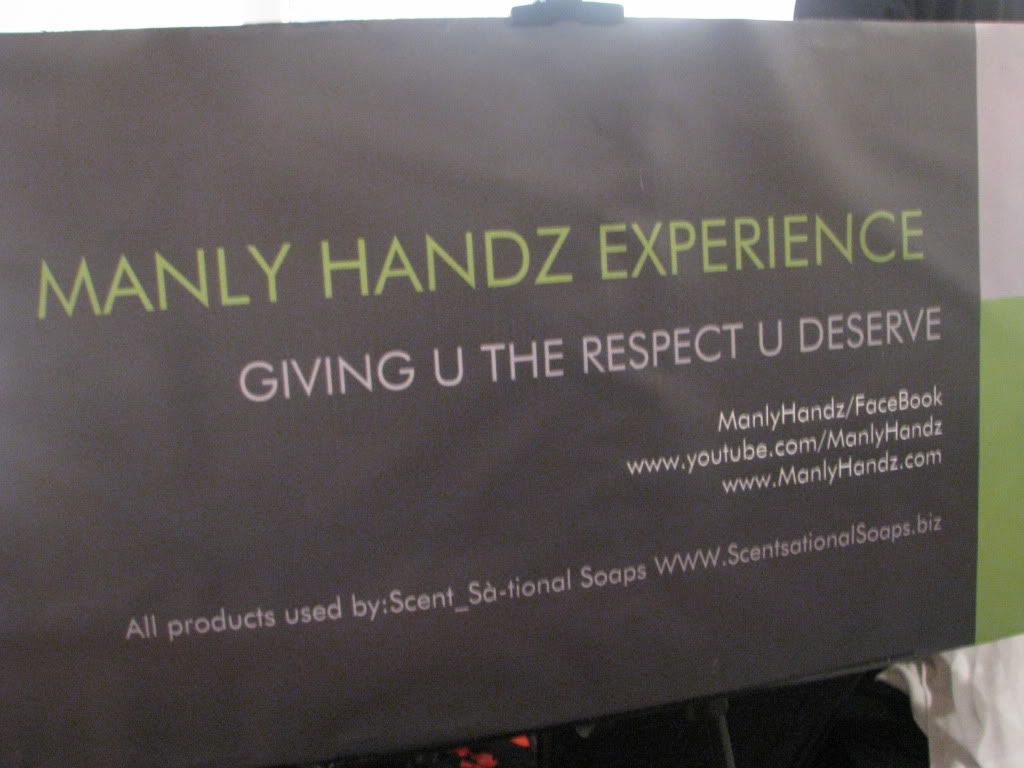 MANLY HANDZ EXPERIENCE
GIVING U THE RESPECT U DESERVE
ManlyHandz/FaceBook
www.youtube.com/ManlyHandz
www.ManlyHandz.com
All products used by:Scent_Sà-tional Soaps WWW.ScentsationalSoaps.biz